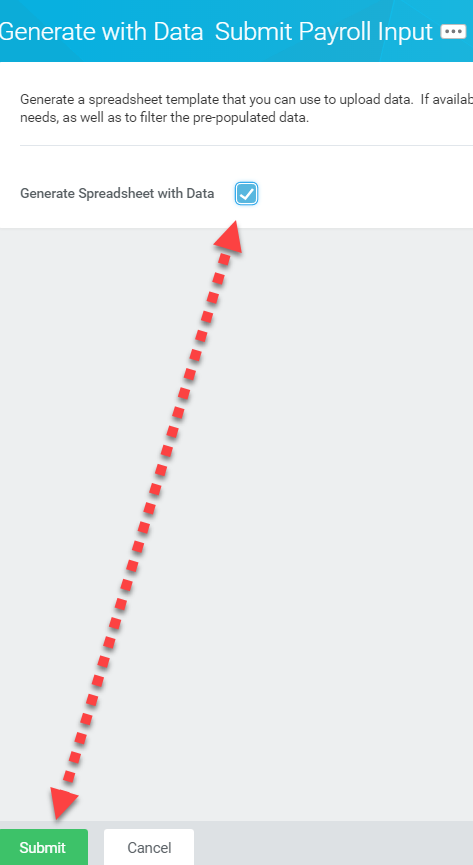 Generate with Data Submit Payroll Input
Generate a spreadsheet template that you can use to upload data. If availab
needs, as well as to filter the pre-populated data.
Generate Spreadsheet with Data
Submit
Cancel